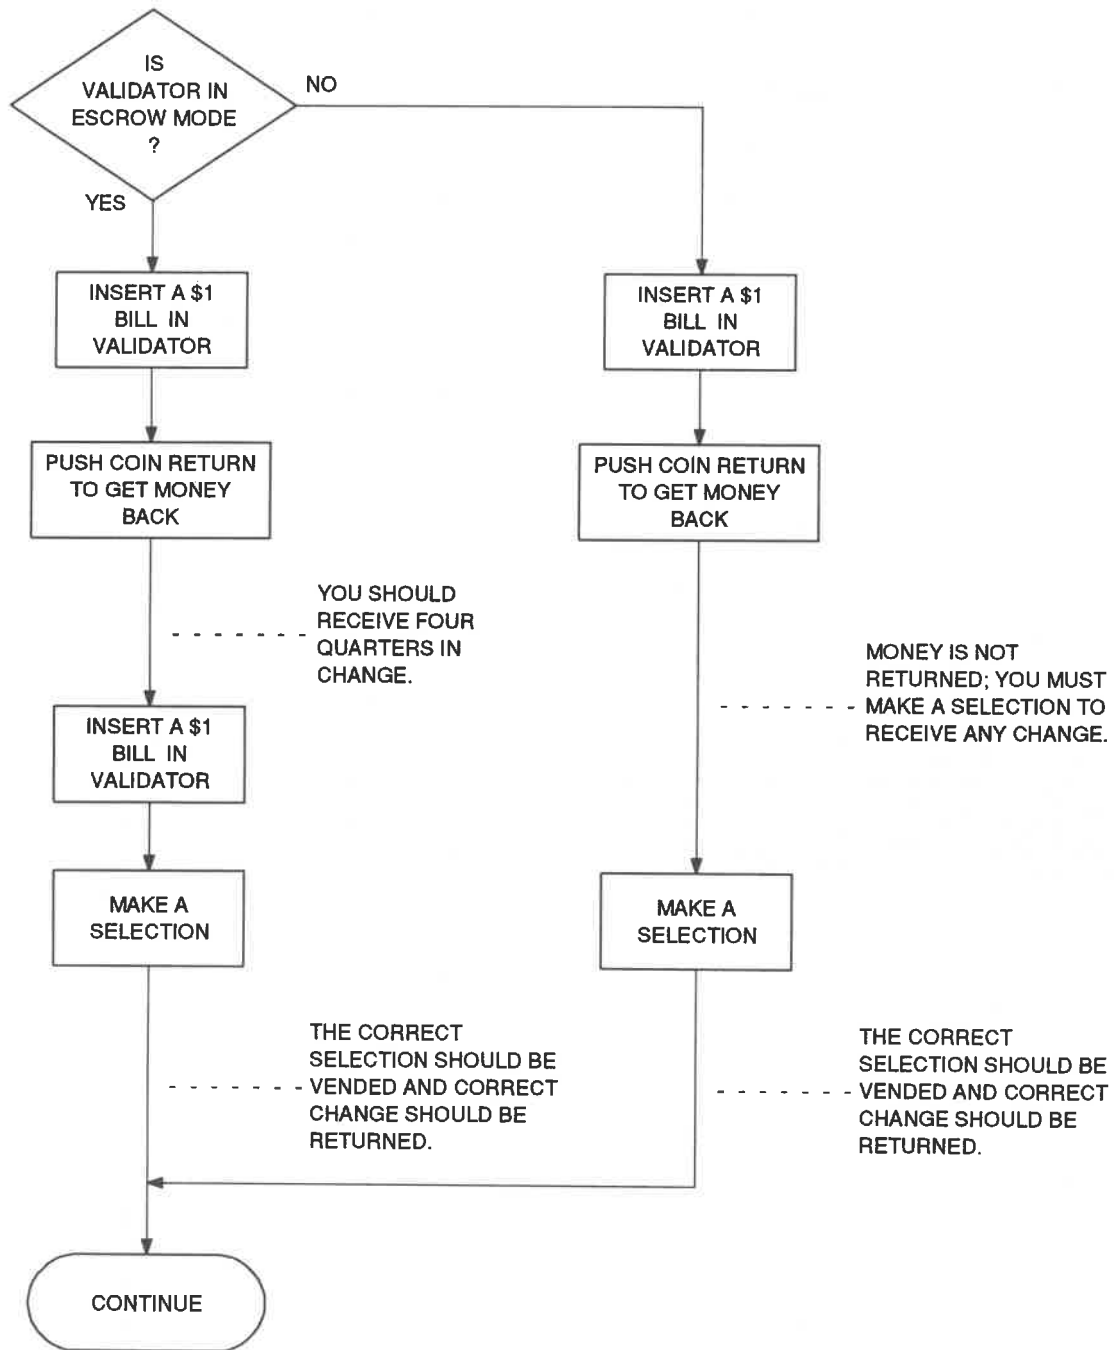 IS
VALIDATOR IN
ESCROW MODE
?
NO
YES
INSERT A $1
BILL IN
VALIDATOR
PUSH COIN RETURN
TO GET MONEY
BACK
YOU SHOULD
RECEIVE FOUR
QUARTERS IN
CHANGE.
INSERT A $1
BILL IN
VALIDATOR
MAKE A
SELECTION
THE CORRECT
SELECTION SHOULD BE
VENDED AND CORRECT
CHANGE SHOULD BE
RETURNED.
INSERT A $1
BILL IN
VALIDATOR
PUSH COIN RETURN
TO GET MONEY
BACK
MONEY IS NOT
RETURNED; YOU MUST
MAKE A SELECTION TO
RECEIVE ANY CHANGE.
MAKE A
SELECTION
THE CORRECT
SELECTION SHOULD BE
VENDED AND CORRECT
CHANGE SHOULD BE
RETURNED.
CONTINUE